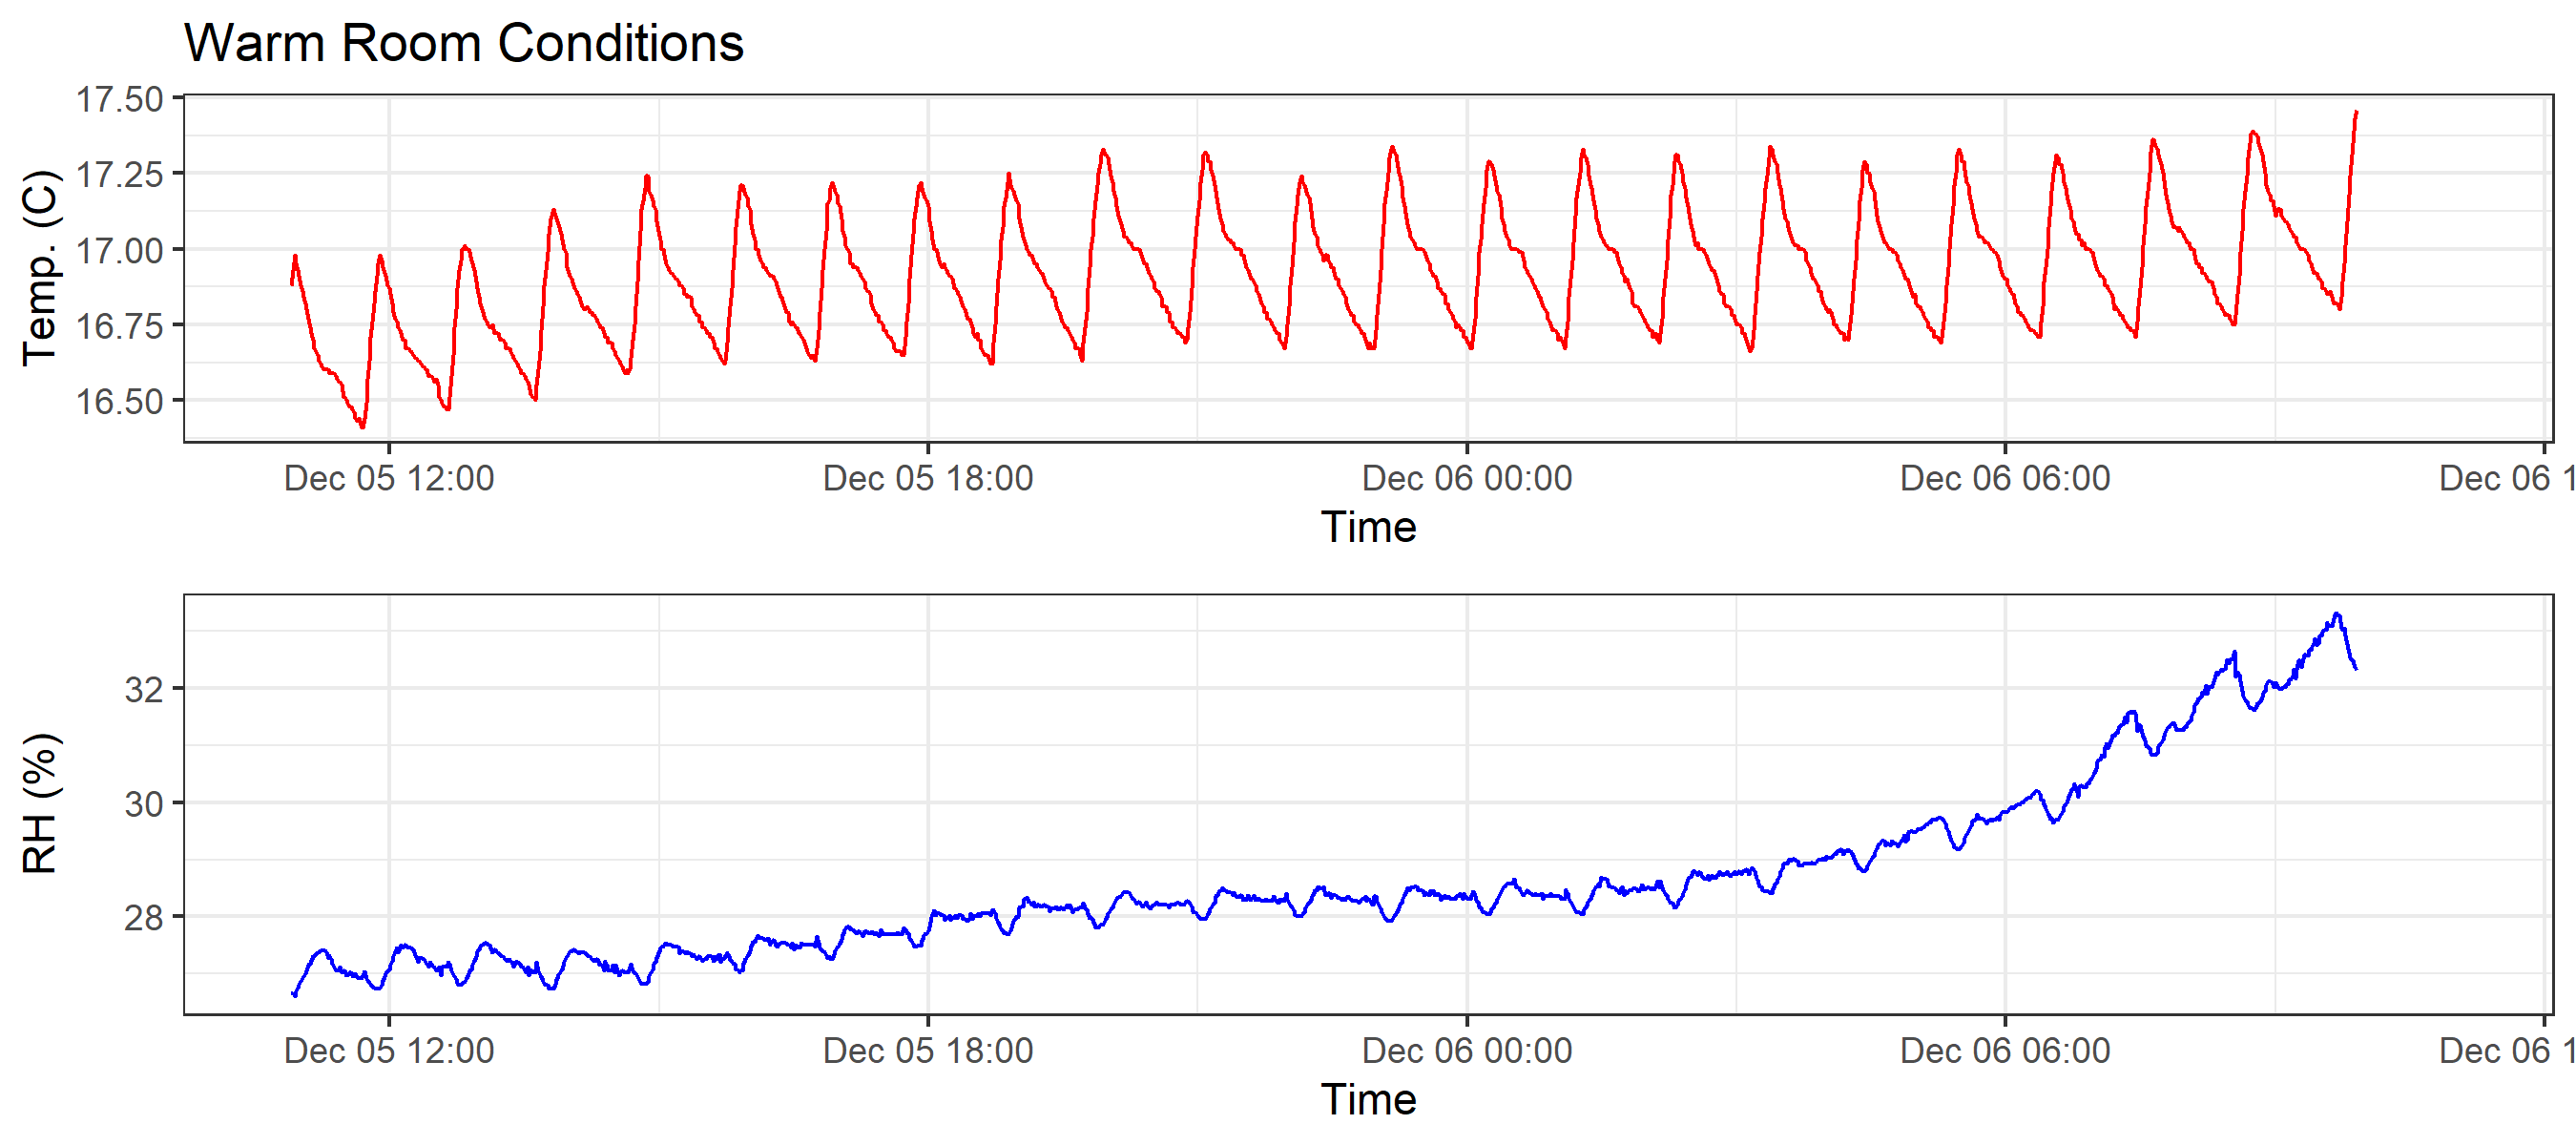 Warm Room Conditions
Temp. (C)
17.50
17.25
17.00
16.75
16.50
Dec 05 12:00 Dec 05 18:00 Dec 06 00:00 Dec 06 06:00 Dec 06 1
Time
RH (%)
32
30
28
Dec 05 12:00 Dec 05 18:00 Dec 06 00:00 Dec 06 06:00 Dec 06 1
Time